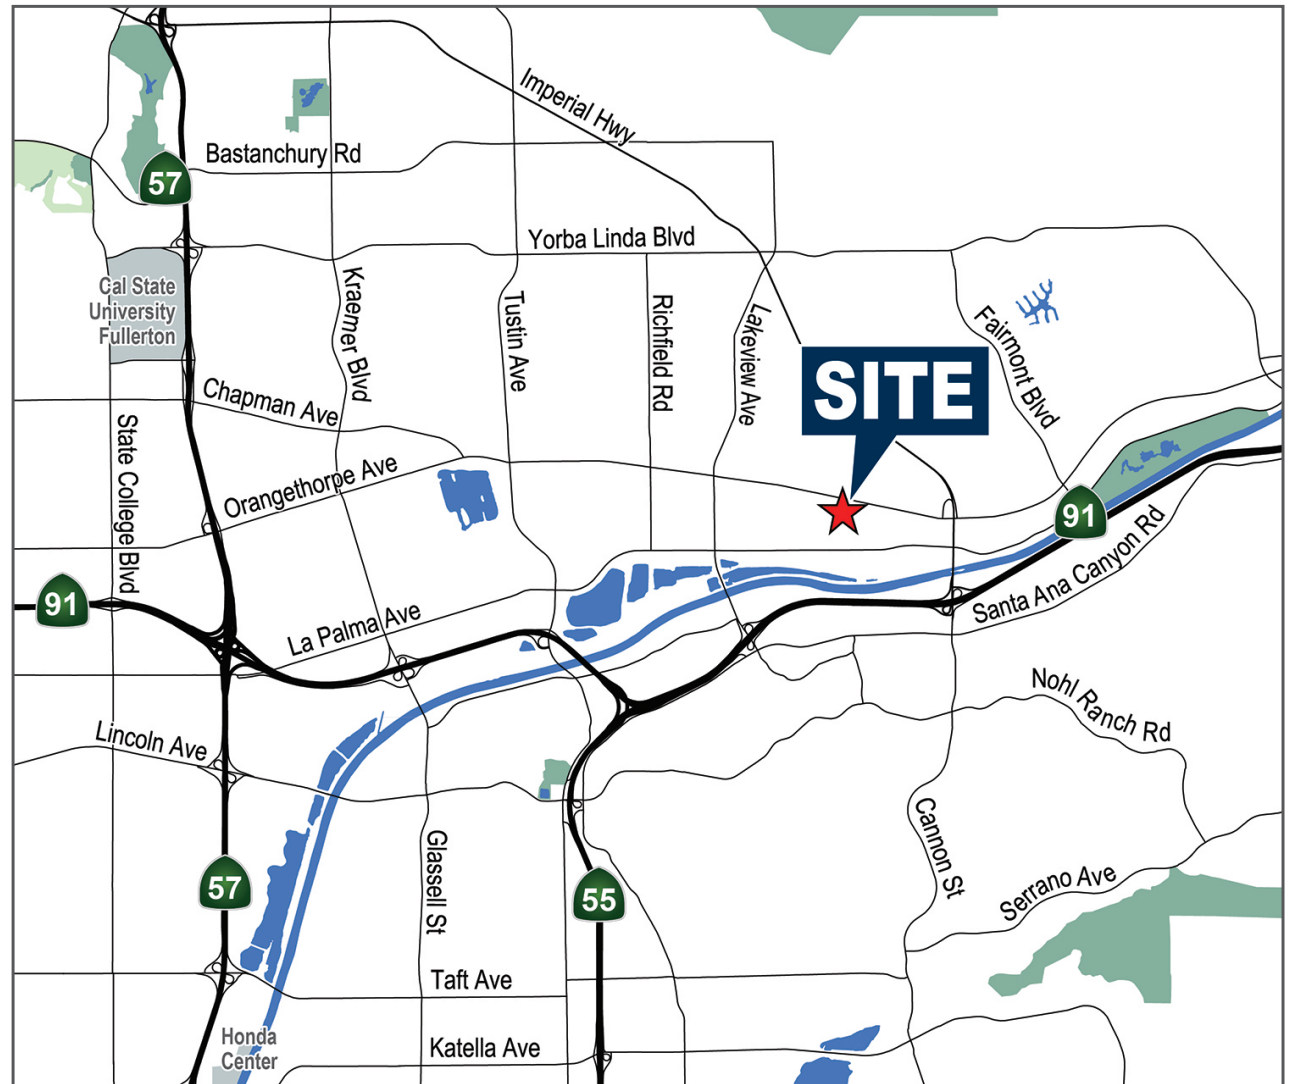 Imperial Hwy
Bastanchury Rd
57
Yorba Linda Blvd
Cal State
University
Fullerton
Kraemer Blvd
Tustin Ave
Richfield Rd
Lakeview Ave
Fairmont Blvd
SITE
Chapman Ave
State College Blvd
Orangethorpe Ave
91
Santa Ana Canyon Rd
91
La Palma Ave
Nohl Ranch Rd
Lincoln Ave
Cannon St
Glassell St
57
55
Serrano Ave
Taft Ave
Honda
Center
Katella Ave